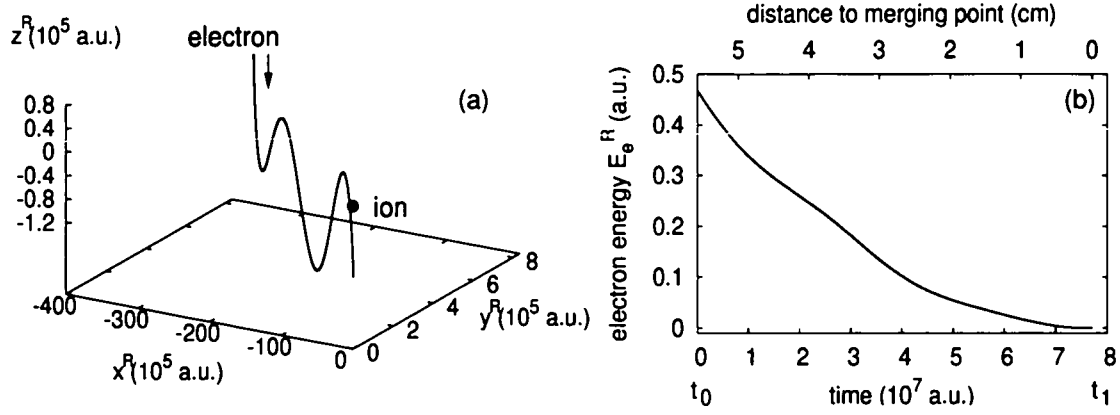 z^R (10^5 a.u.)
electron
(a)
0.8
0.4
0
-0.4
-0.8
-1.2
ion
-400
-300
-200
-100
0
x^R (10^5 a.u.)
0
2
4
6
8
y^R (10^5 a.u.)
distance to merging point (cm)
5 4 3 2 1 0
(b)
electron energy E_e^R (a.u.)
0.5
0.4
0.3
0.2
0.1
0
0 1 2 3 4 5 6 7 8
t_0 time (10^7 a.u.) t_1